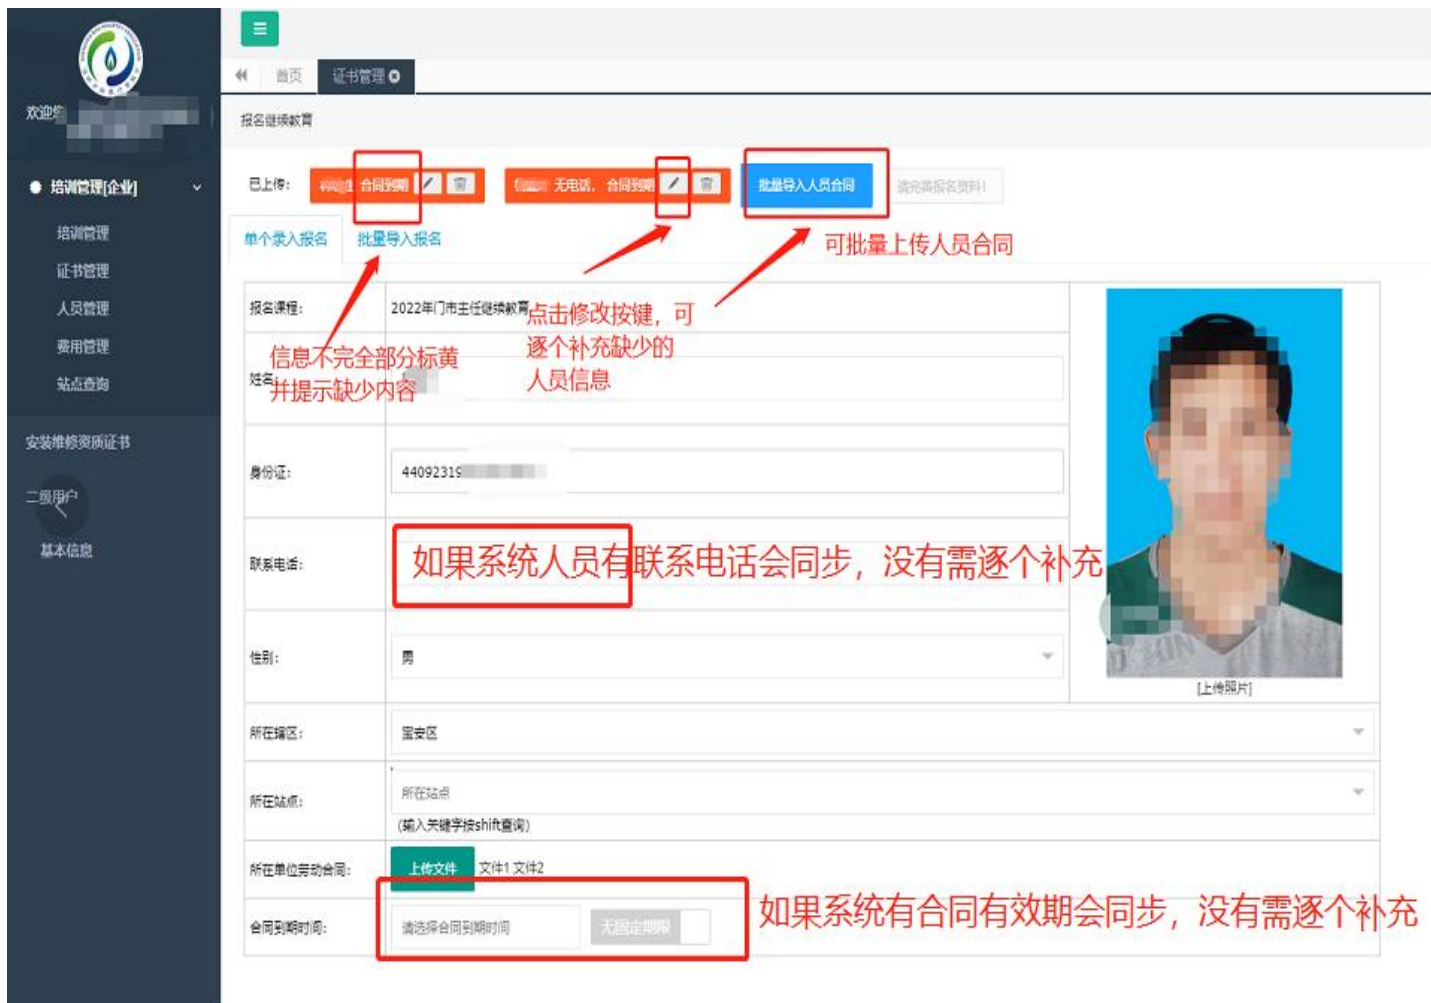 首页
证书管理
欢迎您
报名继续教育
培训管理[企业]
培训管理
证书管理
人员管理
费用管理
站点查询
安装维修资质证书
二级用户
基本信息
已上传:
合同到期
无电话, 合同到期
批量导入人员合同
请完善报名资料!
单个录入报名
批量导入报名
可批量上传人员合同
报名课程:
2022年门市主任继续教育
点击修改按键，可
逐个补充缺少的
人员信息
信息不完全部分标黄
并提示缺少内容
姓名:
身份证:
44092319
联系电话:
如果系统人员有联系电话会同步，没有需逐个补充
性别:
男
[上传照片]
所在辖区:
宝安区
所在站点:
所在站点
(输入关键字按shift查询)
所在单位劳动合同:
上传文件
文件1 文件2
合同到期时间:
请选择合同到期时间
无固定期限
如果系统有合同有效期会同步，没有需逐个补充